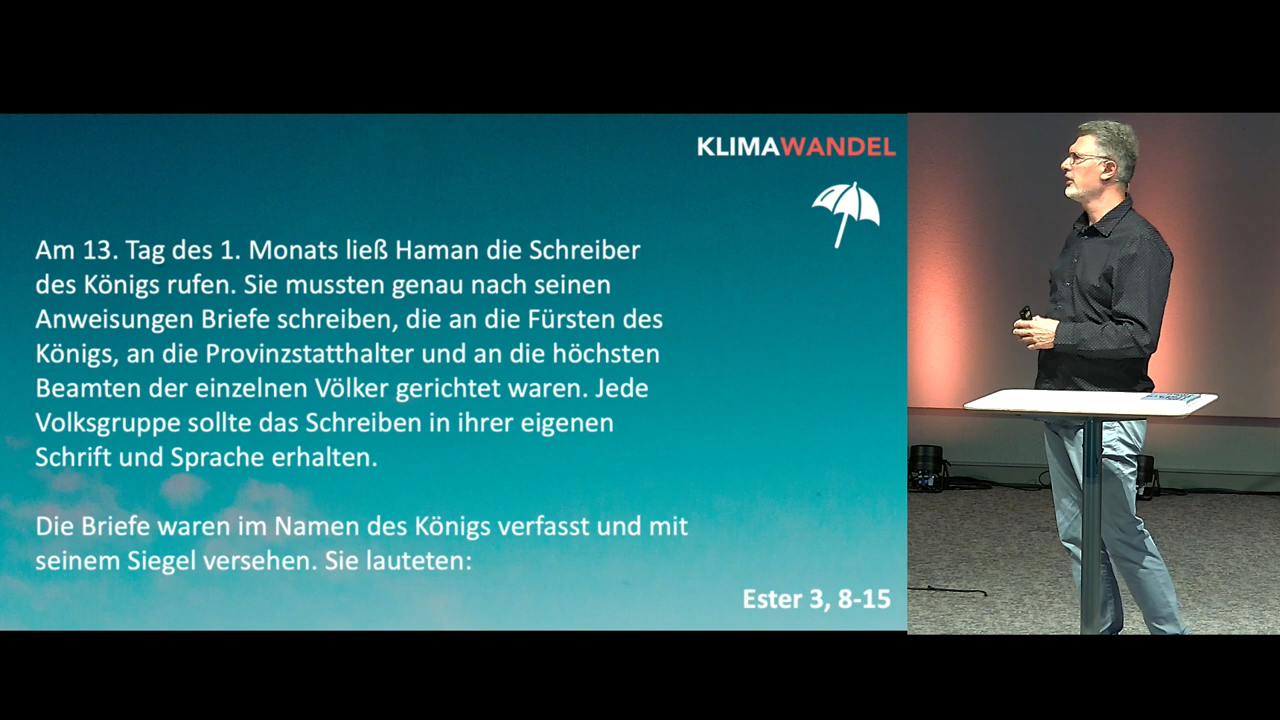 KLIMAWANDEL
Am 13. Tag des 1. Monats ließ Haman die Schreiber
des Königs rufen. Sie mussten genau nach seinen
Anweisungen Briefe schreiben, die an die Fürsten des
Königs, an die Provinzstatthalter und an die höchsten
Beamten der einzelnen Völker gerichtet waren. Jede
Volksgruppe sollte das Schreiben in ihrer eigenen
Schrift und Sprache erhalten.
Die Briefe waren im Namen des Königs verfasst und mit
seinem Siegel versehen. Sie lauteten:
Ester 3, 8-15